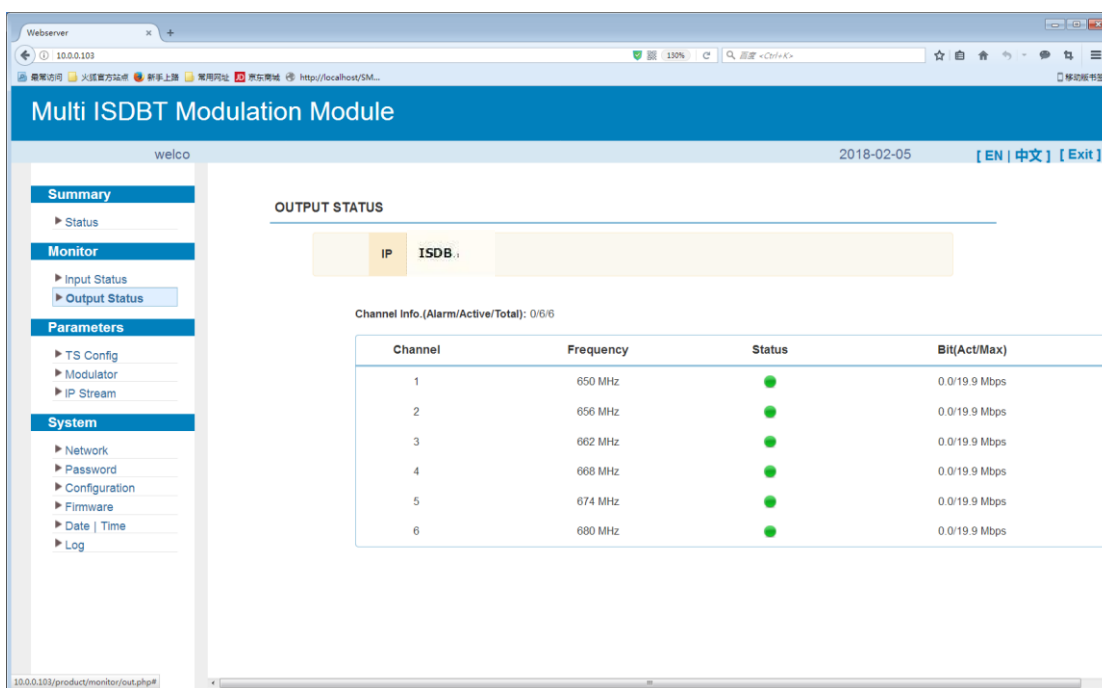 Webserver × +
10.0.0.103 130% 百度 <Ctrl+K>
最常访问 火狐官方站点 新手上路 常用网址 JD 京东商城 http://localhost/SM... 移动版书签
Multi ISDBT Modulation Module
welco 2018-02-05 [ EN | 中文 ] [ Exit ]
Summary
Status
Monitor
Input Status
Output Status
Parameters
TS Config
Modulator
IP Stream
System
Network
Password
Configuration
Firmware
Date | Time
Log
OUTPUT STATUS
IP ISDB
Channel Info.(Alarm/Active/Total): 0/6/6
Channel Frequency Status Bit(Act/Max)
1 650 MHz 0.0/19.9 Mbps
2 656 MHz 0.0/19.9 Mbps
3 662 MHz 0.0/19.9 Mbps
4 668 MHz 0.0/19.9 Mbps
5 674 MHz 0.0/19.9 Mbps
6 680 MHz 0.0/19.9 Mbps
10.0.0.103/product/monitor/out.php#